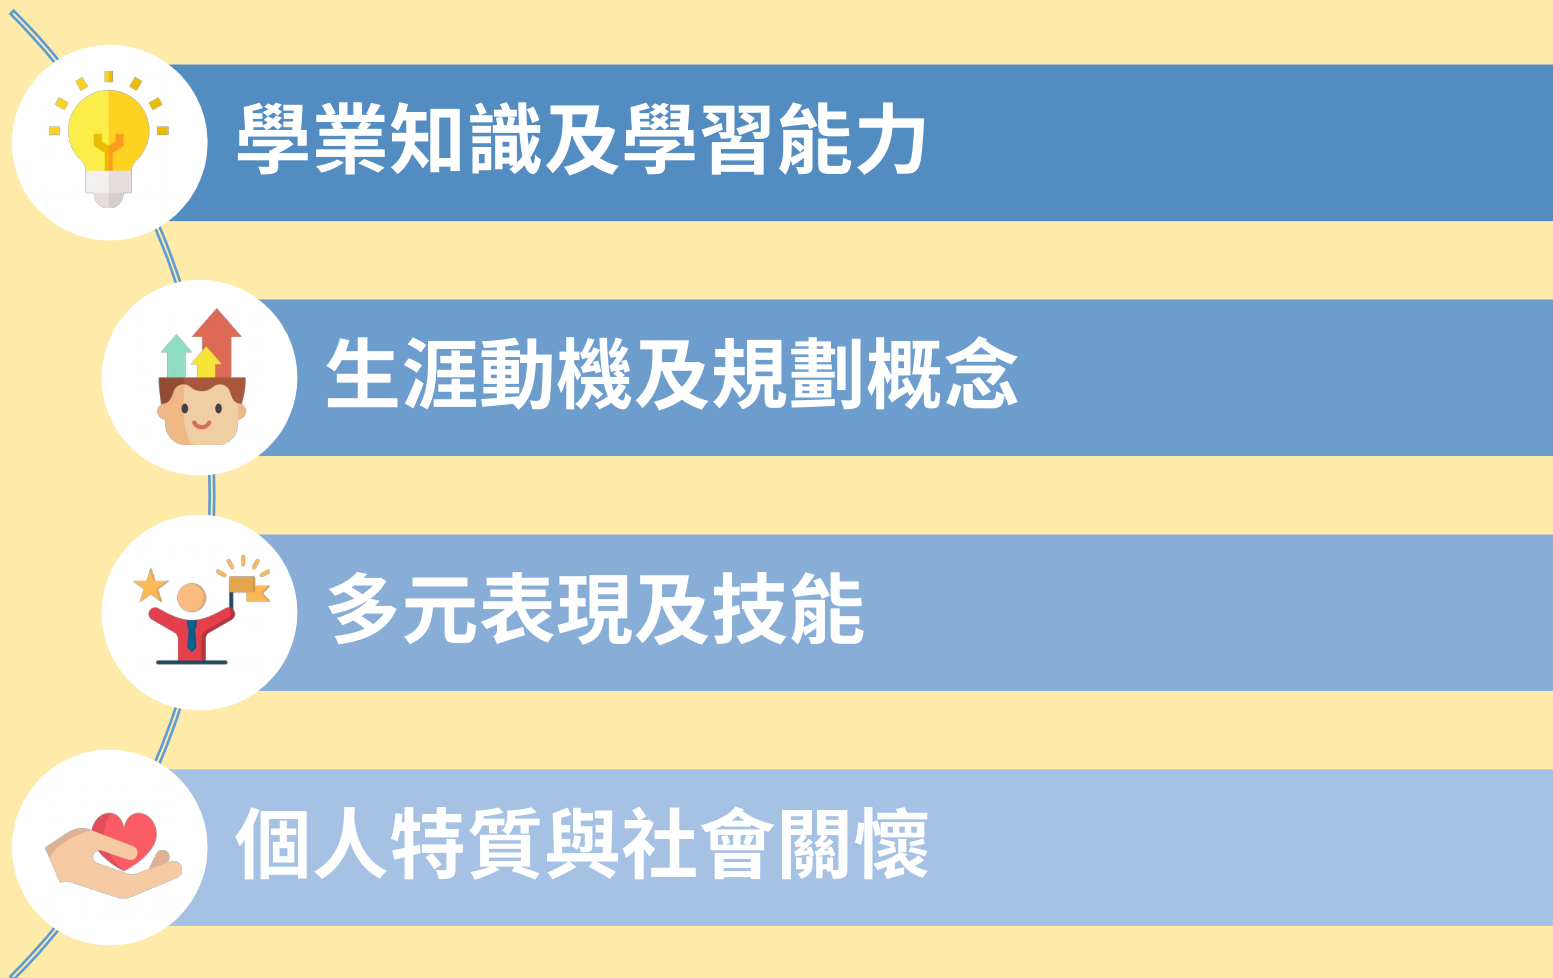 學業知識及學習能力
生涯動機及規劃概念
多元表現及技能
個人特質與社會關懷